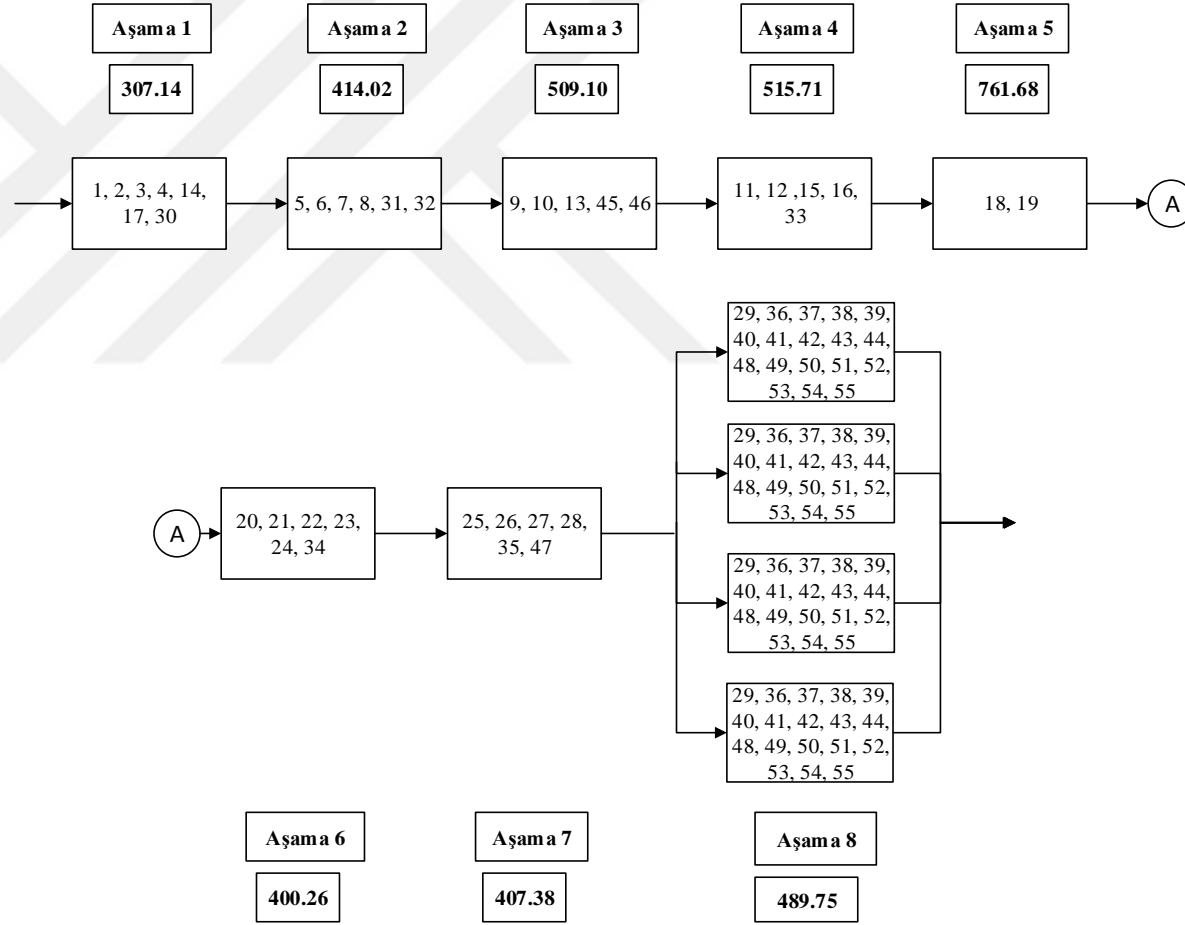 Aşama 1
Aşama 2
Aşama 3
Aşama 4
Aşama 5
307.14
414.02
509.10
515.71
761.68
1, 2, 3, 4, 14,
17, 30
5, 6, 7, 8, 31, 32
9, 10, 13, 45, 46
11, 12 ,15, 16,
33
18, 19
A
29, 36, 37, 38, 39,
40, 41, 42, 43, 44,
48, 49, 50, 51, 52,
53, 54, 55
29, 36, 37, 38, 39,
40, 41, 42, 43, 44,
48, 49, 50, 51, 52,
53, 54, 55
A
20, 21, 22, 23,
24, 34
25, 26, 27, 28,
35, 47
29, 36, 37, 38, 39,
40, 41, 42, 43, 44,
48, 49, 50, 51, 52,
53, 54, 55
29, 36, 37, 38, 39,
40, 41, 42, 43, 44,
48, 49, 50, 51, 52,
53, 54, 55
Aşama 6
Aşama 7
Aşama 8
400.26
407.38
489.75